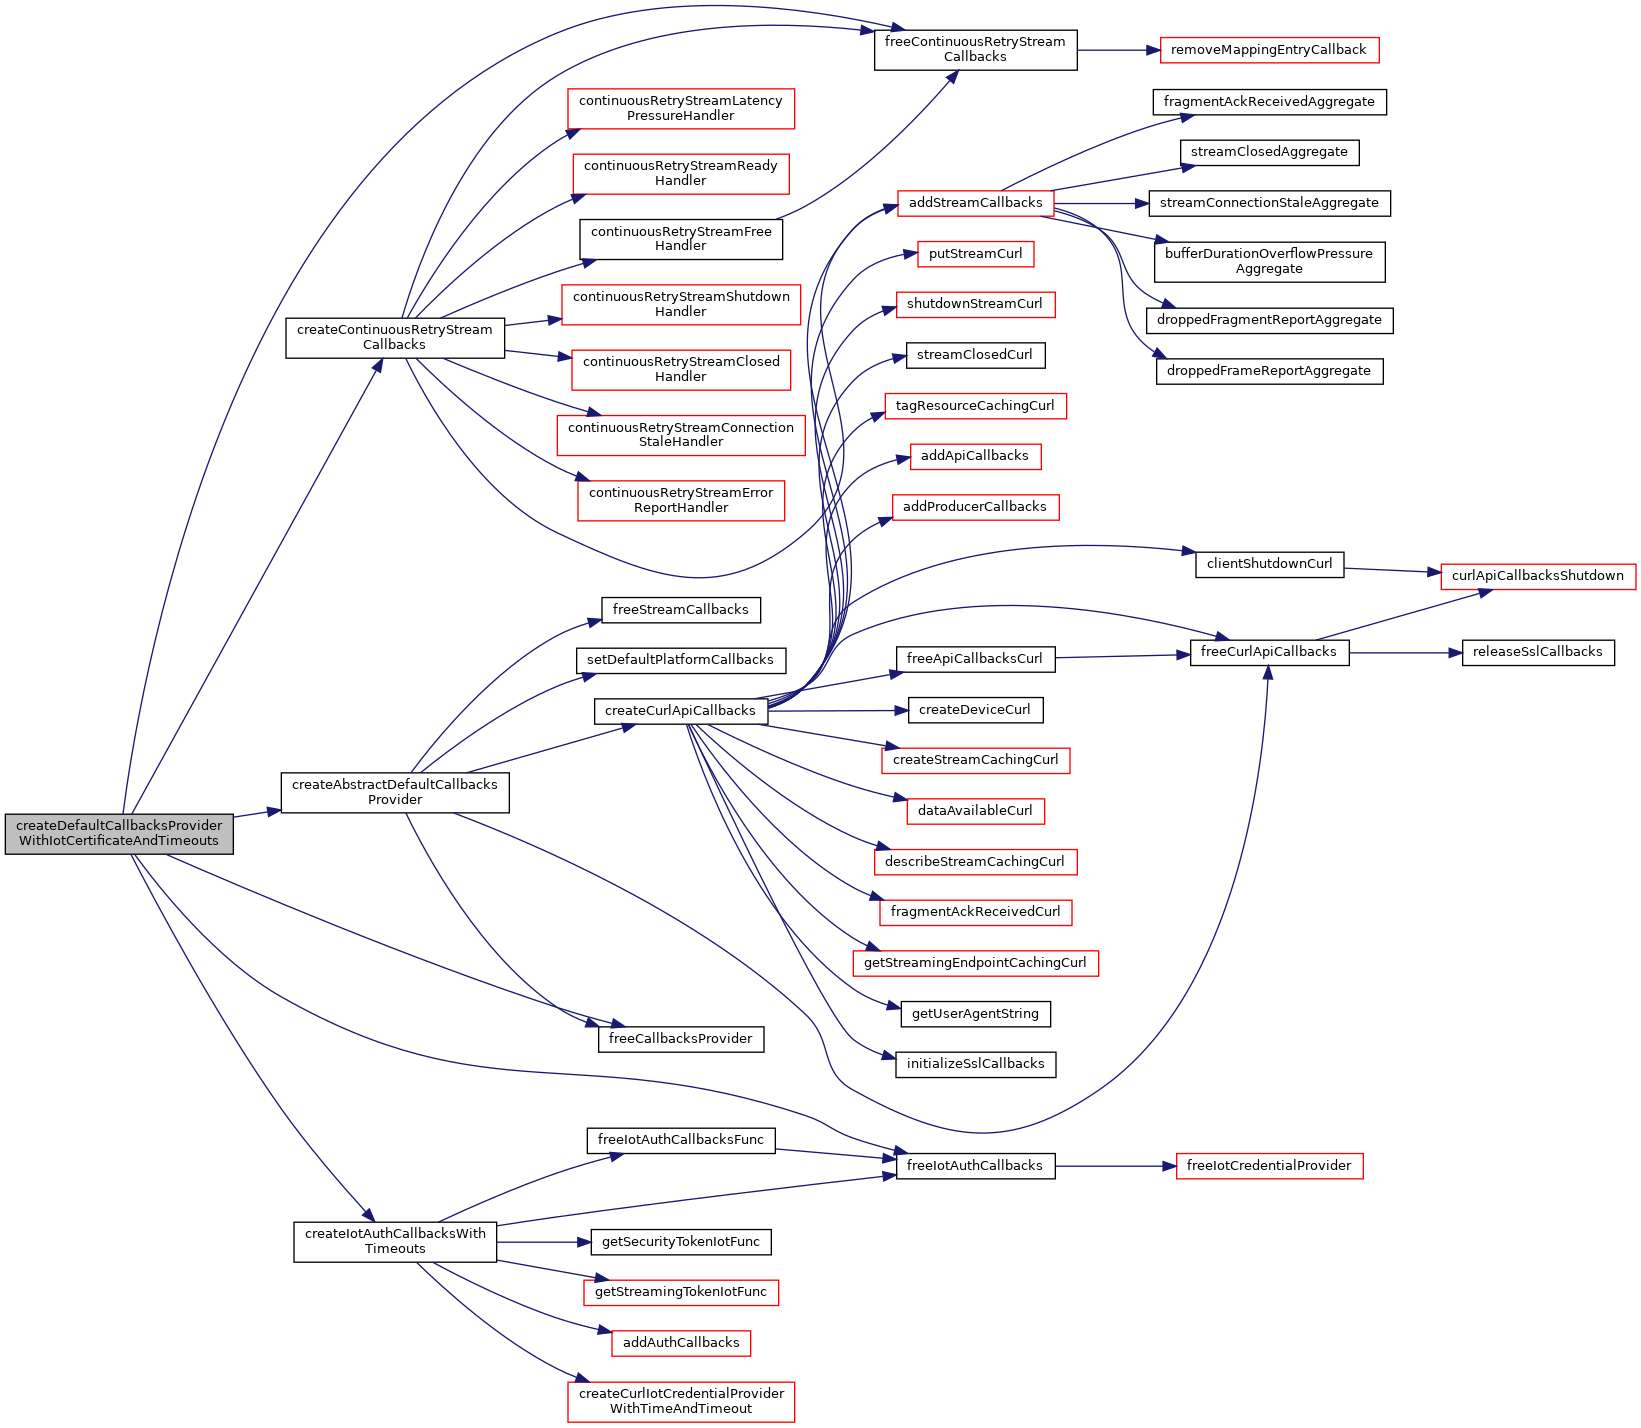 createDefaultCallbacksProvider
WithIotCertificateAndTimeouts
createContinuousRetryStream
Callbacks
createAbstractDefaultCallbacks
Provider
createIotAuthCallbacksWith
Timeouts
continuousRetryStreamLatency
PressureHandler
continuousRetryStreamReady
Handler
continuousRetryStreamFree
Handler
continuousRetryStreamShutdown
Handler
continuousRetryStreamClosed
Handler
continuousRetryStreamConnection
StaleHandler
continuousRetryStreamError
ReportHandler
freeStreamCallbacks
setDefaultPlatformCallbacks
createCurlApiCallbacks
freeCallbacksProvider
freeIotAuthCallbacksFunc
getSecurityTokenIotFunc
getStreamingTokenIotFunc
addAuthCallbacks
createCurlIotCredentialProvider
WithTimeAndTimeout
freeContinuousRetryStream
Callbacks
addStreamCallbacks
putStreamCurl
shutdownStreamCurl
streamClosedCurl
tagResourceCachingCurl
addApiCallbacks
addProducerCallbacks
freeApiCallbacksCurl
createDeviceCurl
createStreamCachingCurl
dataAvailableCurl
describeStreamCachingCurl
fragmentAckReceivedCurl
getStreamingEndpointCachingCurl
getUserAgentString
initializeSslCallbacks
freeIotAuthCallbacks
removeMappingEntryCallback
fragmentAckReceivedAggregate
streamClosedAggregate
streamConnectionStaleAggregate
bufferDurationOverflowPressure
Aggregate
droppedFragmentReportAggregate
droppedFrameReportAggregate
clientShutdownCurl
freeCurlApiCallbacks
freeIotCredentialProvider
curlApiCallbacksShutdown
releaseSslCallbacks